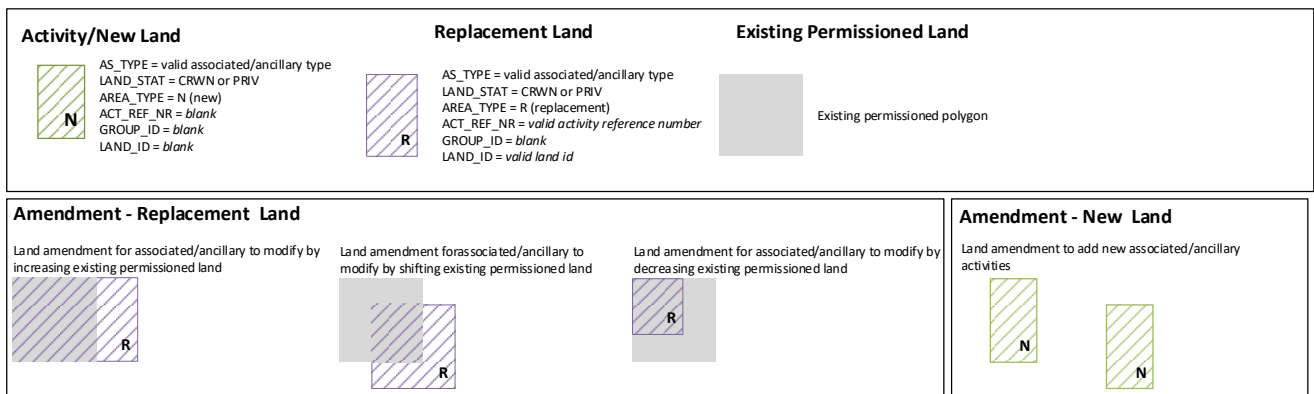 Activity/New Land
AS_TYPE = valid associated/ancillary type
LAND_STAT = CRWN or PRIV
AREA_TYPE = N (new)
ACT_REF_NR = blank
GROUP_ID = blank
LAND_ID = blank
N
Replacement Land
AS_TYPE = valid associated/ancillary type
LAND_STAT = CRWN or PRIV
AREA_TYPE = R (replacement)
ACT_REF_NR = valid activity reference number
GROUP_ID = blank
LAND_ID = valid land id
R
Existing Permissioned Land
Existing permissioned polygon
Amendment - Replacement Land
Land amendment for associated/ancillary to modify by
increasing existing permissioned land
R
Land amendment forassociated/ancillary to
modify by shifting existing permissioned land
R
Land amendment for associated/ancillary to modify by
decreasing existing permissioned land
R
Amendment - New Land
Land amendment to add new associated/ancillary
activities
N
N